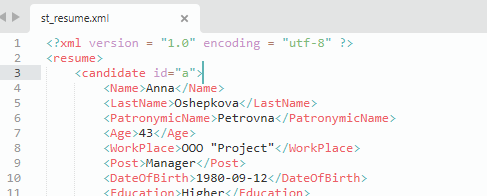 st_resume.xml ×
1 <?xml version = "1.0" encoding = "utf-8" ?>
2 <resume>
3 <candidate id="a">
4 <Name>Anna</Name>
5 <LastName>Oshepkova</LastName>
6 <PatronymicName>Petrovna</PatronymicName>
7 <Age>43</Age>
8 <WorkPlace>OOO "Project"</WorkPlace>
9 <Post>Manager</Post>
10 <DateOfBirth>1980-09-12</DateOfBirth>
11 <Education>Higher</Education>